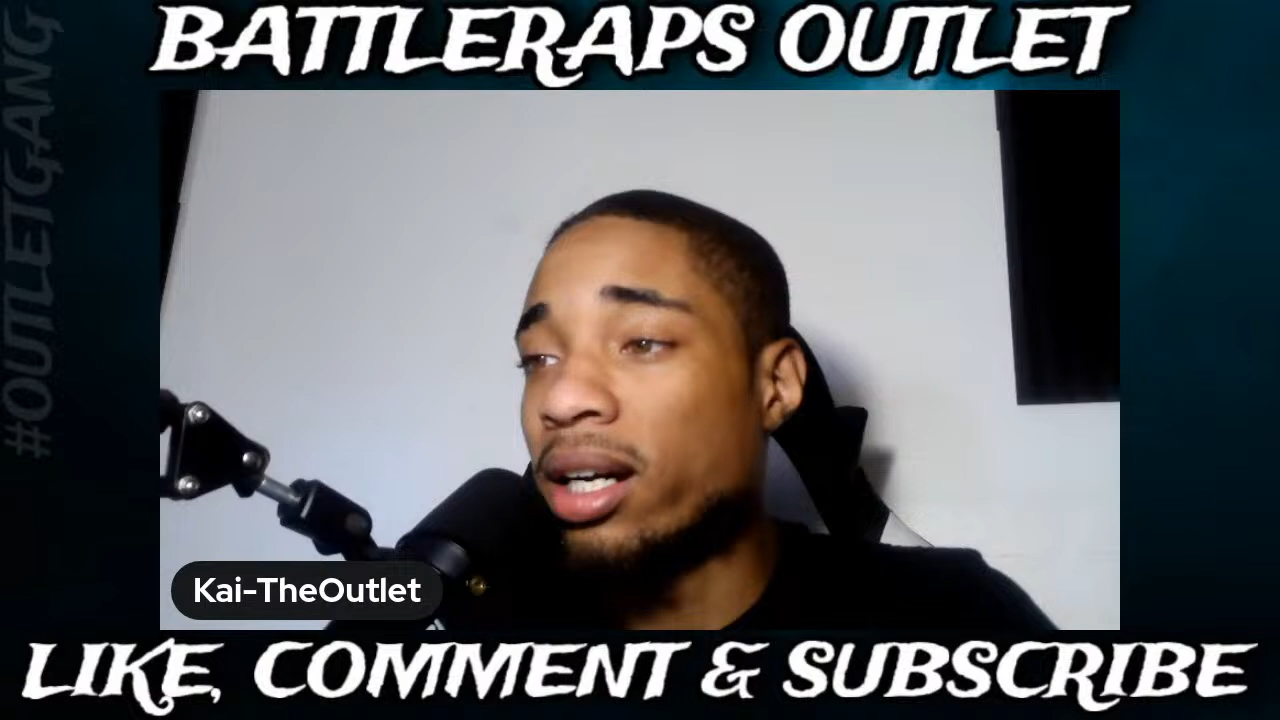 BATTLERAPS OUTLET
#OUTLETGANG
Kai-TheOutlet
LIKE, COMMENT & SUBSCRIBE